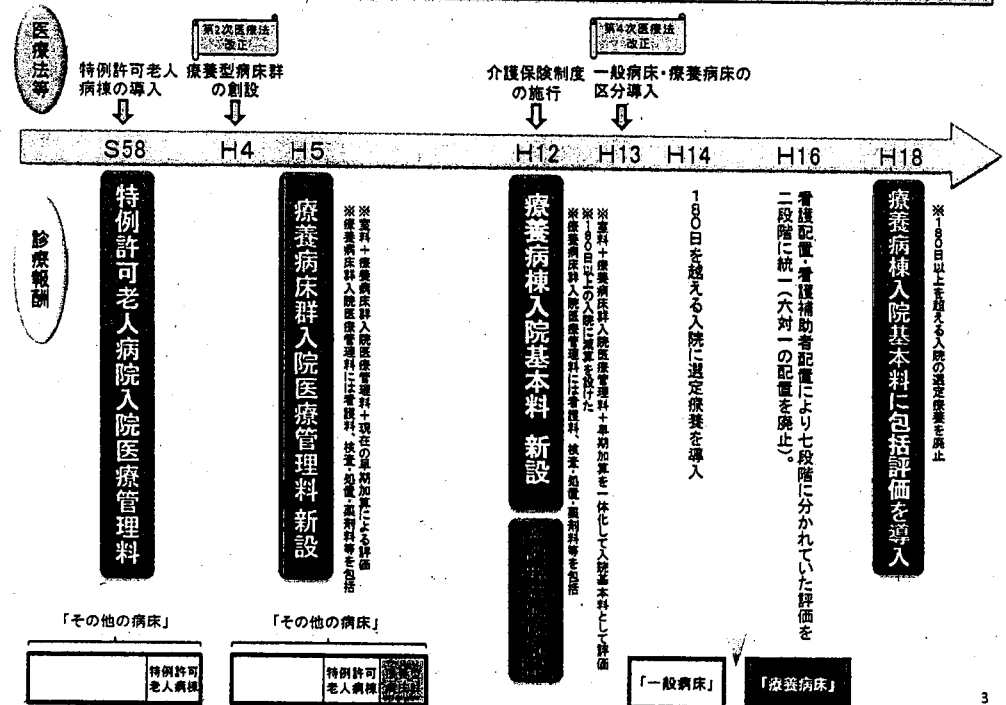 医療法等
第2次医療法
改正
第4次医療法
改正
特例許可老人
病棟の導入
療養型病床群
の創設
介護保険制度
の施行
一般病床・療養病床の
区分導入
S58
H4
H5
H12
H13
H14
H16
H18
診療報酬
特例許可老人病院入院医療管理料
療養病床群入院医療管理料 新設
※室料+療養病床群入院医療管理料+現在の早期加算による評価
※療養病床群入院医療管理料には看護料、検査・処置・薬剤料等を包括
療養病棟入院基本料 新設
※室料+療養病床群入院医療管理料+早期加算を一体化して入院基本料として評価
※180日以上の入院に減算を設けた
※療養病床群入院医療管理料には看護料、検査・処置・薬剤料等を包括
180日を越える入院に選定療養を導入
看護配置・看護補助者配置により七段階に分かれていた評価を
二段階に統一(六対一の配置を廃止)。
療養病棟入院基本料に包括評価を導入
※180日以上を超える入院の選定療養を廃止
「その他の病床」
特例許可
老人病棟
「その他の病床」
特例許可
老人病棟
療養型
病床群
「一般病床」
「療養病床」
3